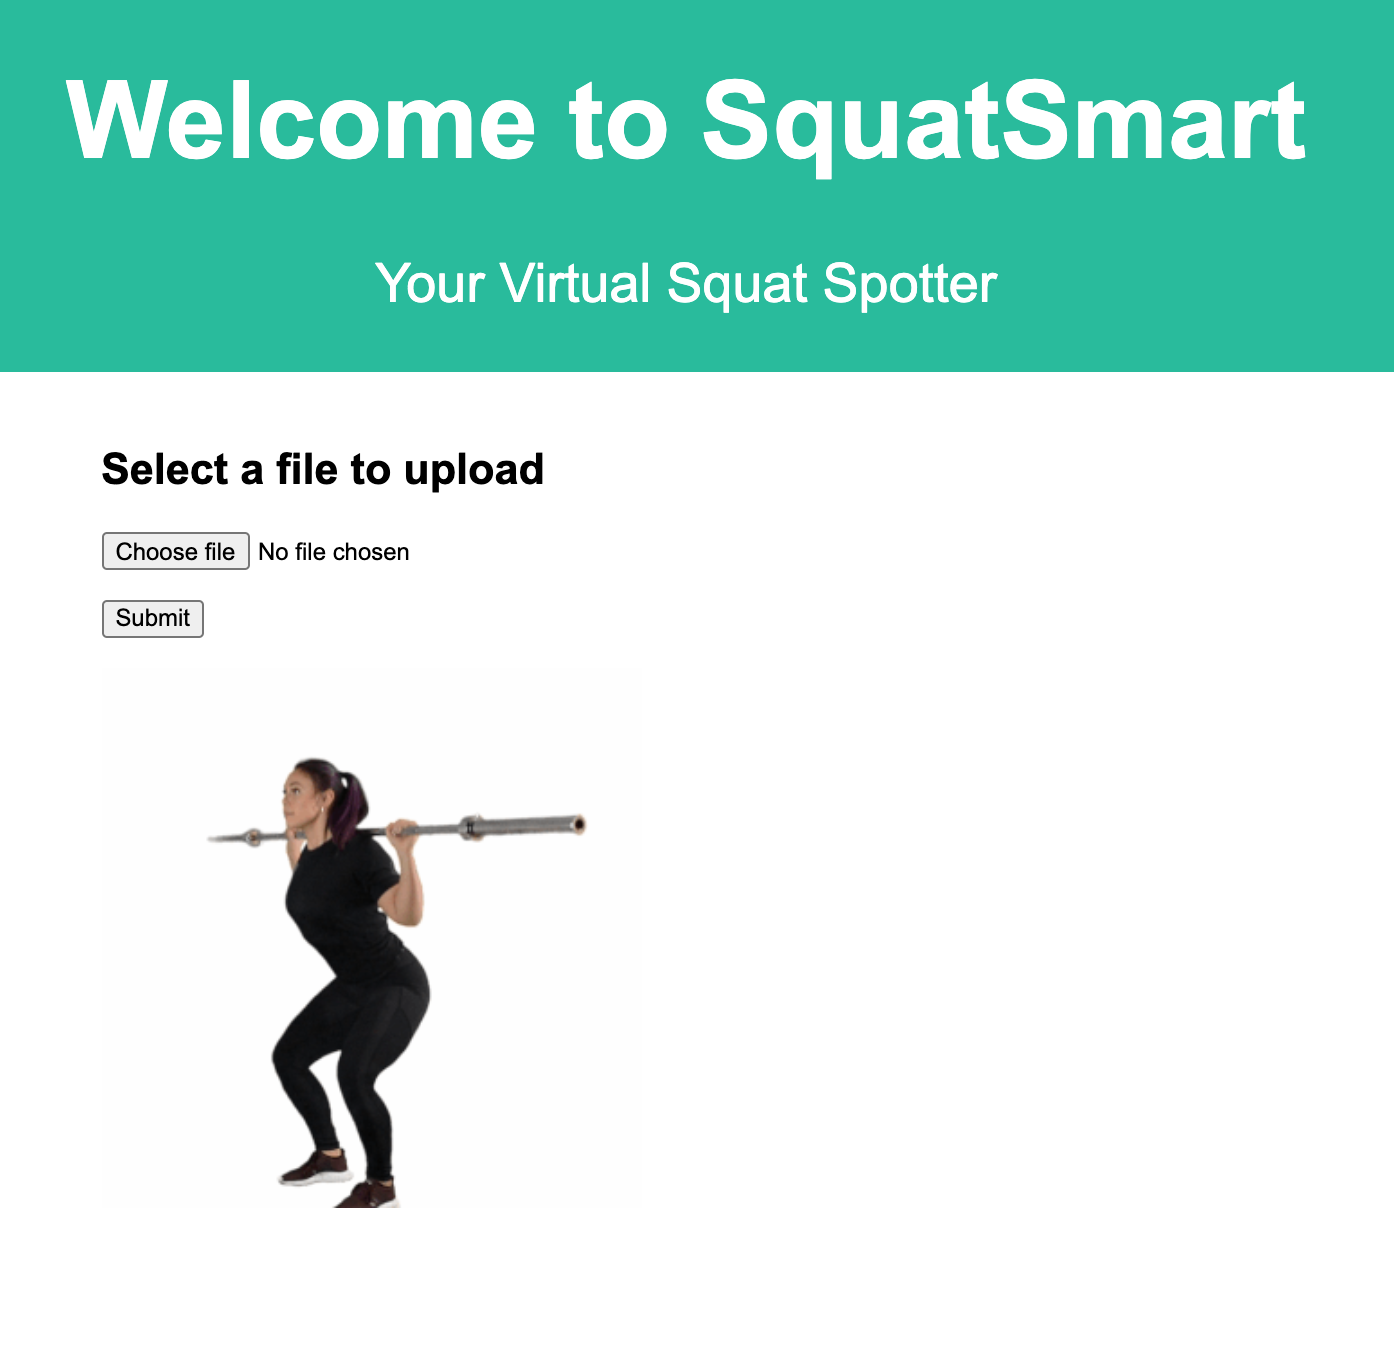 Welcome to SquatSmart
Your Virtual Squat Spotter
Select a file to upload
Choose file No file chosen
Submit